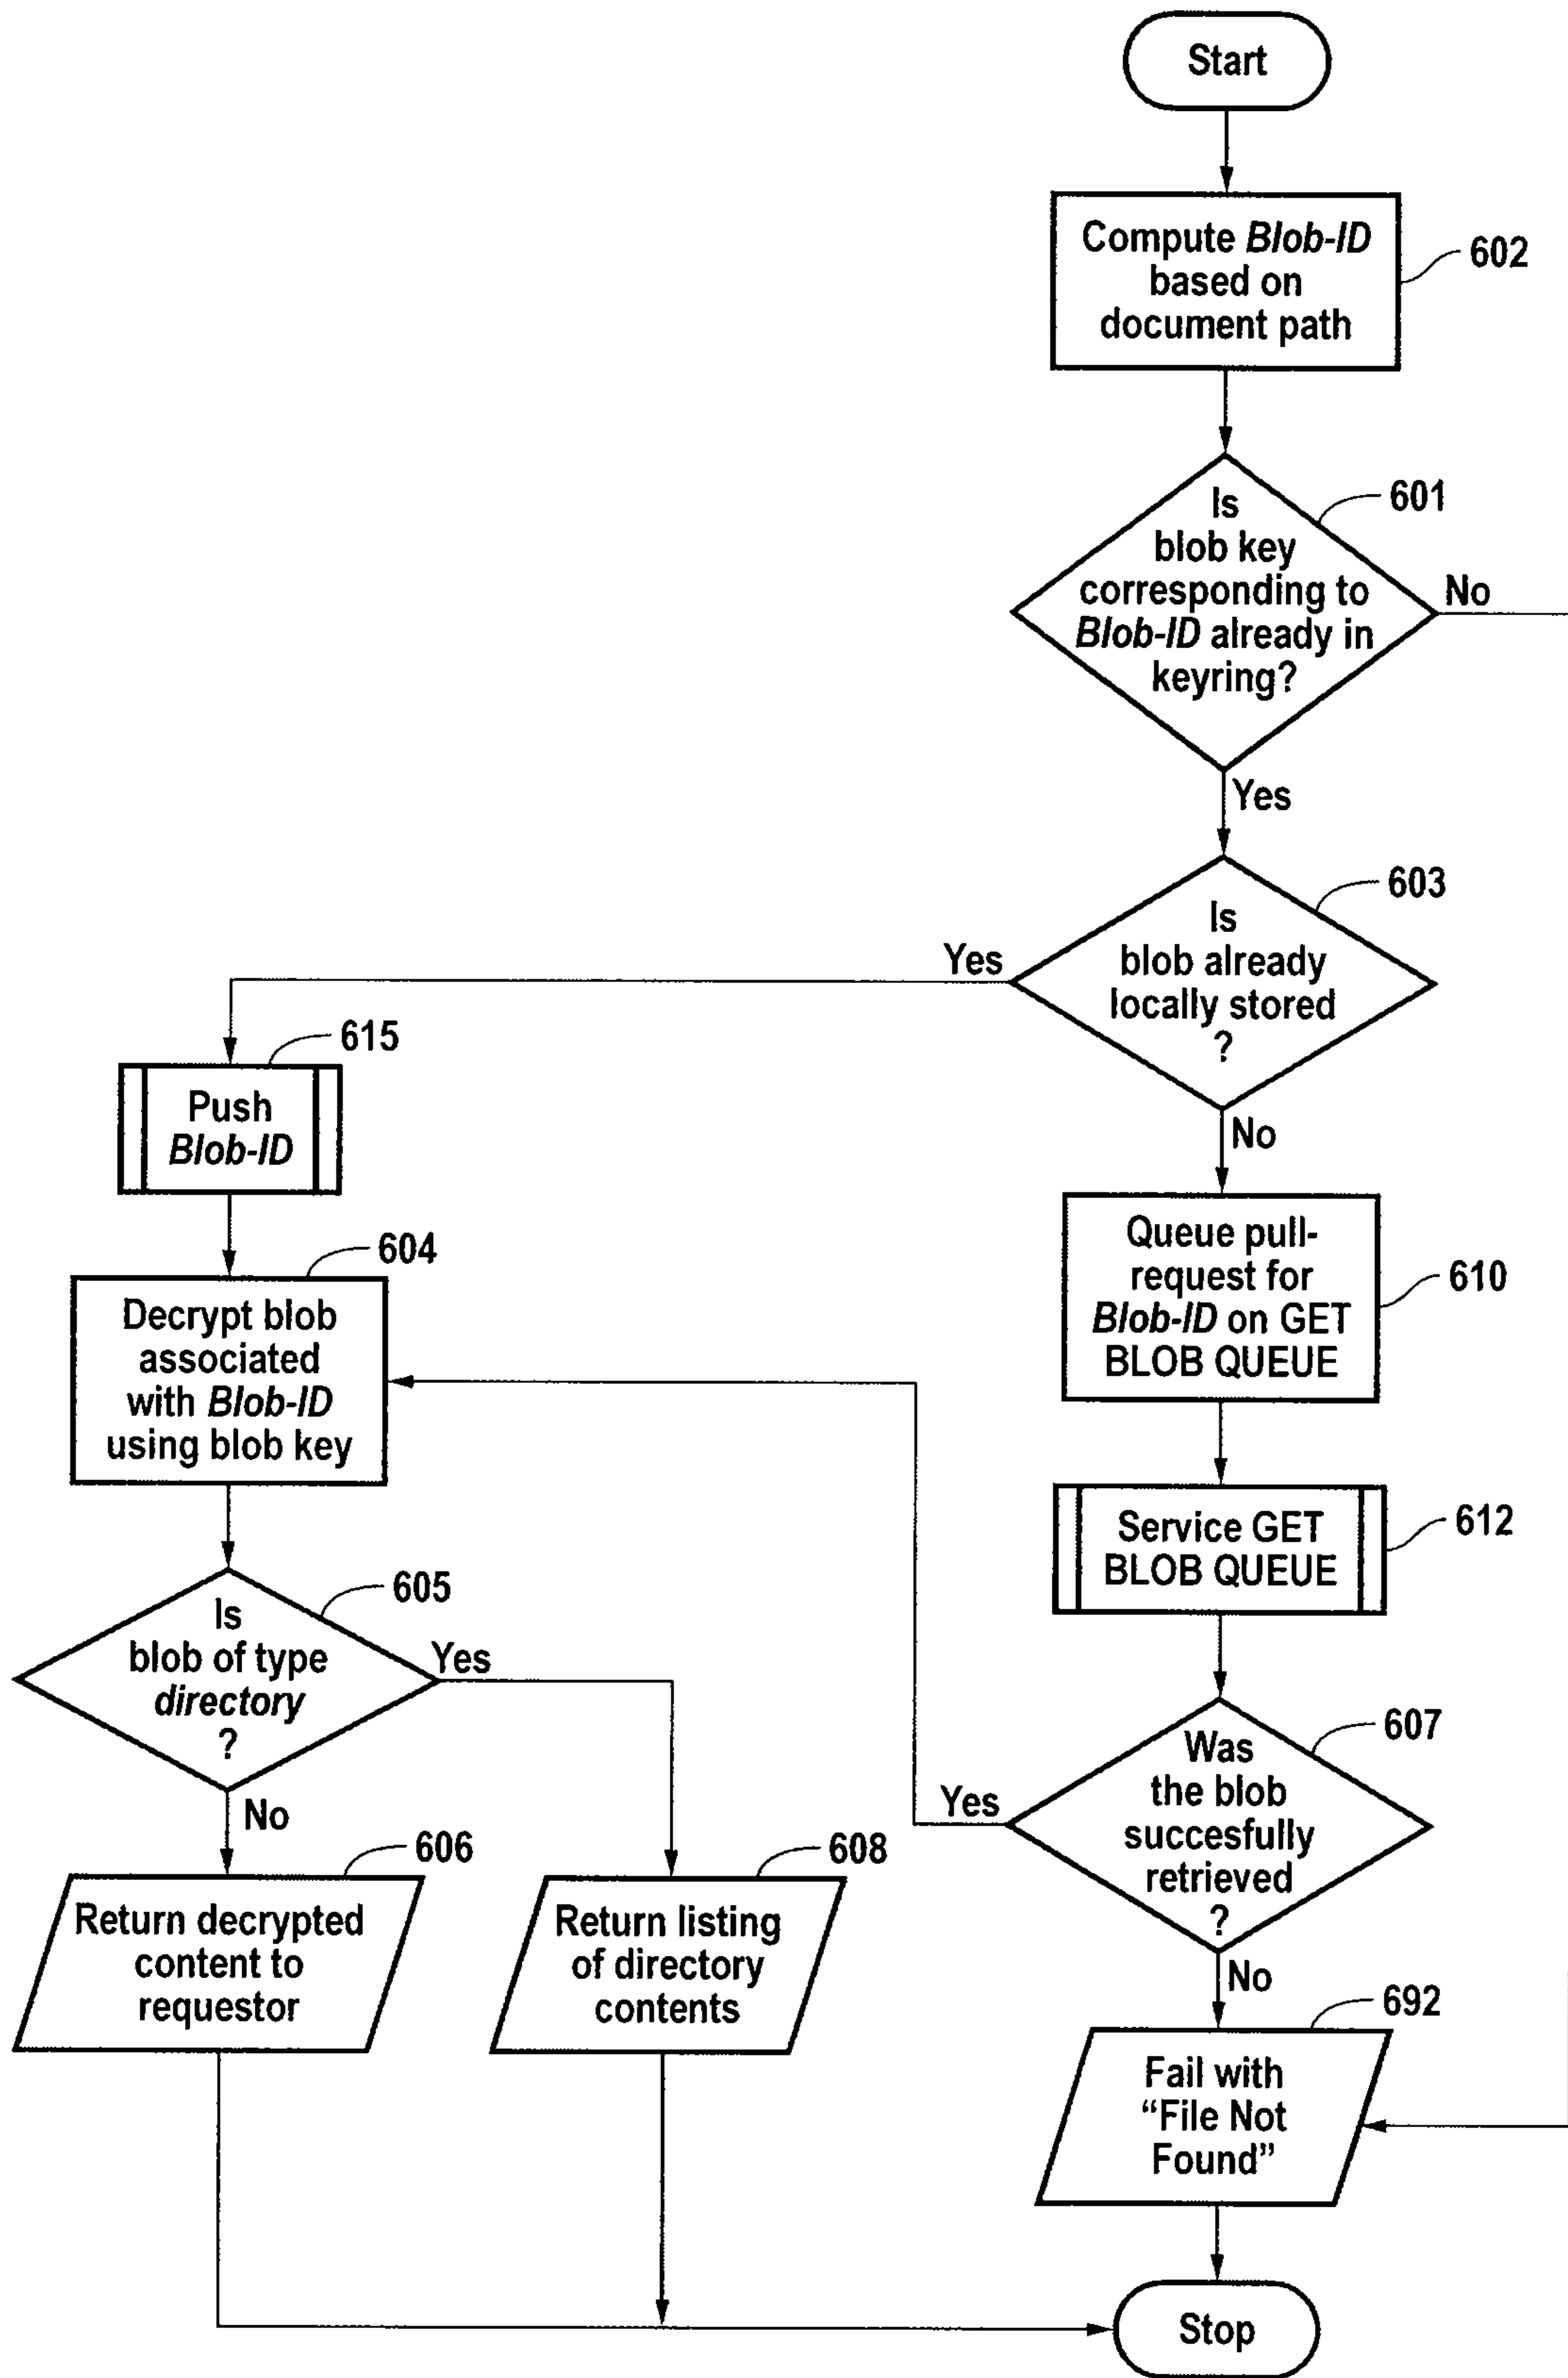 Start
Compute Blob-ID
based on
document path
602
Is
blob key
corresponding to
Blob-ID already in
keyring?
601
No
Yes
Is
blob already
locally stored
?
603
Yes
No
615
Push
Blob-ID
604
Decrypt blob
associated
with Blob-ID
using blob key
Queue pull-
request for
Blob-ID on GET
BLOB QUEUE
610
Service GET
BLOB QUEUE
612
605
Is
blob of type
directory
?
Yes
No
607
Was
the blob
succesfully
retrieved
?
Yes
No
606
Return decrypted
content to
requestor
608
Return listing
of directory
contents
692
Fail with
“File Not
Found”
Stop